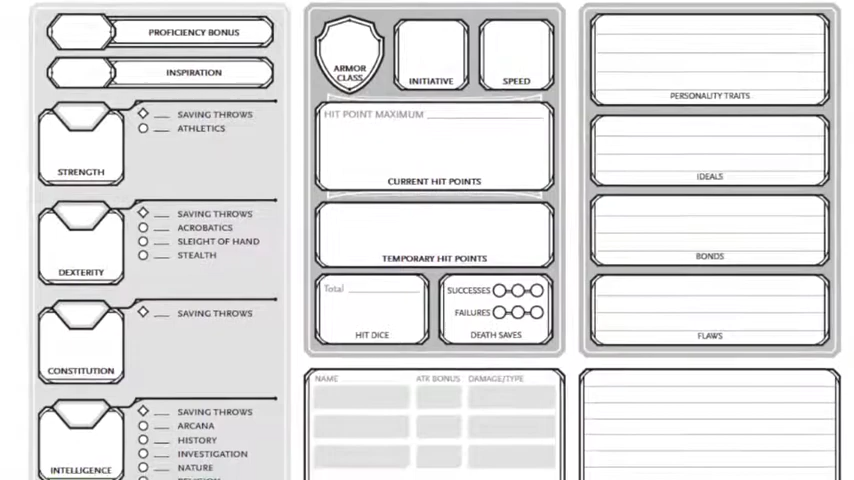 PROFICIENCY BONUS
INSPIRATION
SAVING THROWS
ATHLETICS
STRENGTH
SAVING THROWS
ACROBATICS
SLEIGHT OF HAND
STEALTH
DEXTERITY
SAVING THROWS
CONSTITUTION
SAVING THROWS
ARCANA
HISTORY
INVESTIGATION
NATURE
RELIGION
INTELLIGENCE
ARMOR
CLASS
INITIATIVE
SPEED
HIT POINT MAXIMUM
CURRENT HIT POINTS
TEMPORARY HIT POINTS
Total
HIT DICE
SUCCESSES
FAILURES
DEATH SAVES
NAME ATK BONUS DAMAGE/TYPE
PERSONALITY TRAITS
IDEALS
BONDS
FLAWS